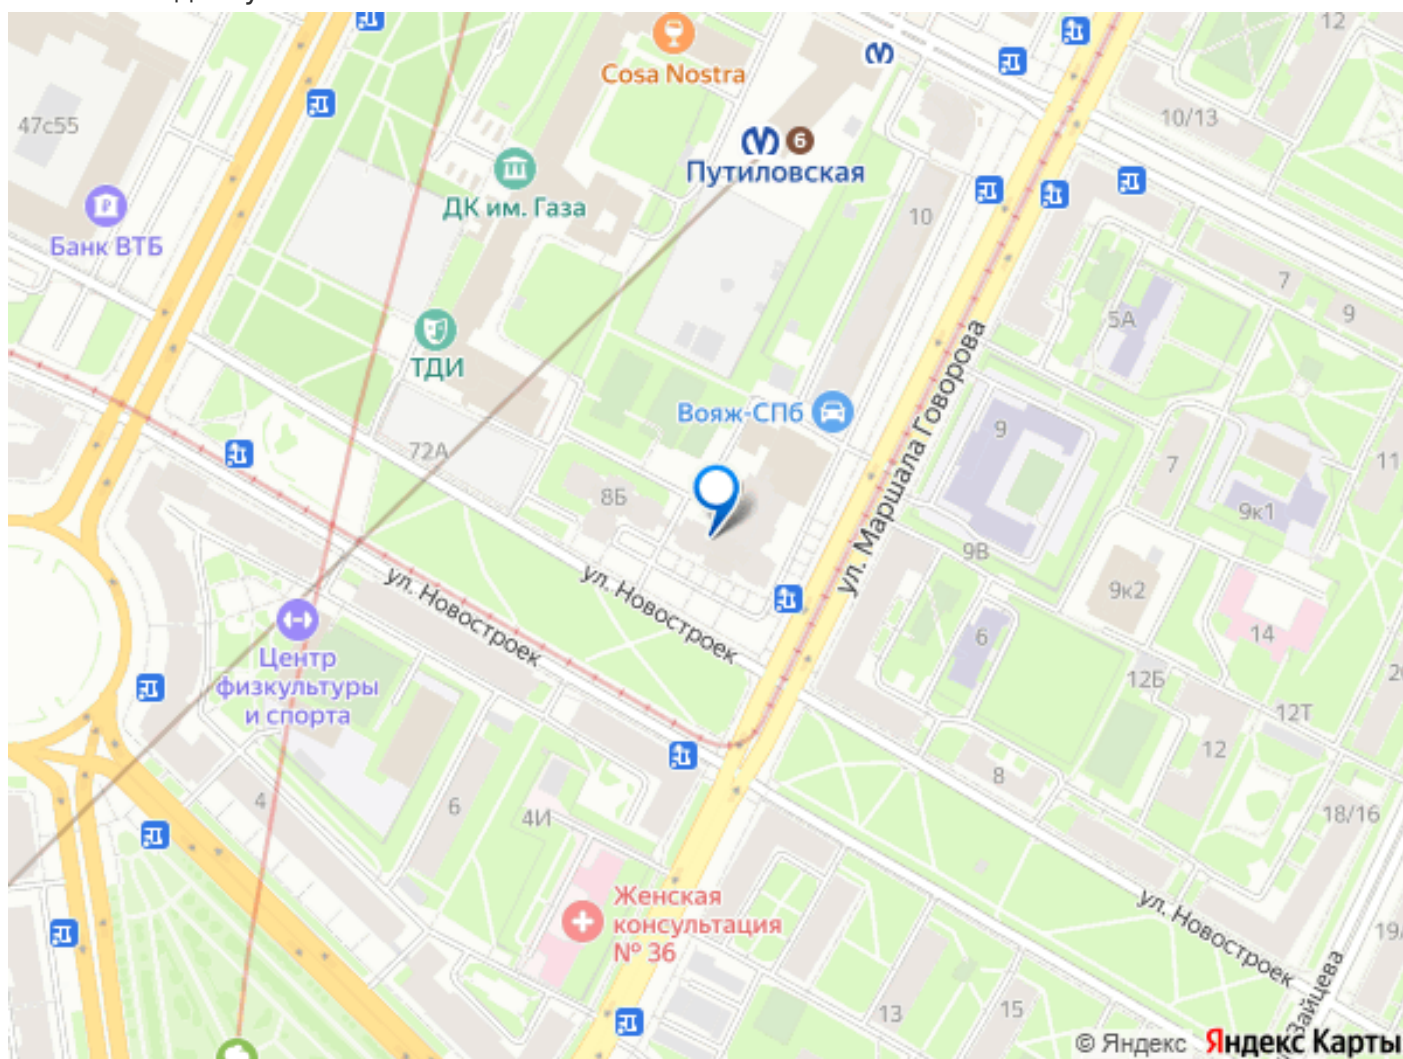 12
Cosa Nostra
10/13
47с55
6
Путиловская
ДК им. Газа
10
Банк ВТБ
7
9
5А
ТДИ
ул. Маршала Говорова
Вояж-СПб
9
72А
7
11
8Б
9к1
9В
9к2
ул. Новостроек
ул. Новостроек
14
6
Центр
физкультуры
и спорта
12Б
12Т
12
8
4
6
4И
18/16
Женская
консультация
№ 36
ул. Новостроек
13
15
Зайцева
© Яндекс Яндекс Карты